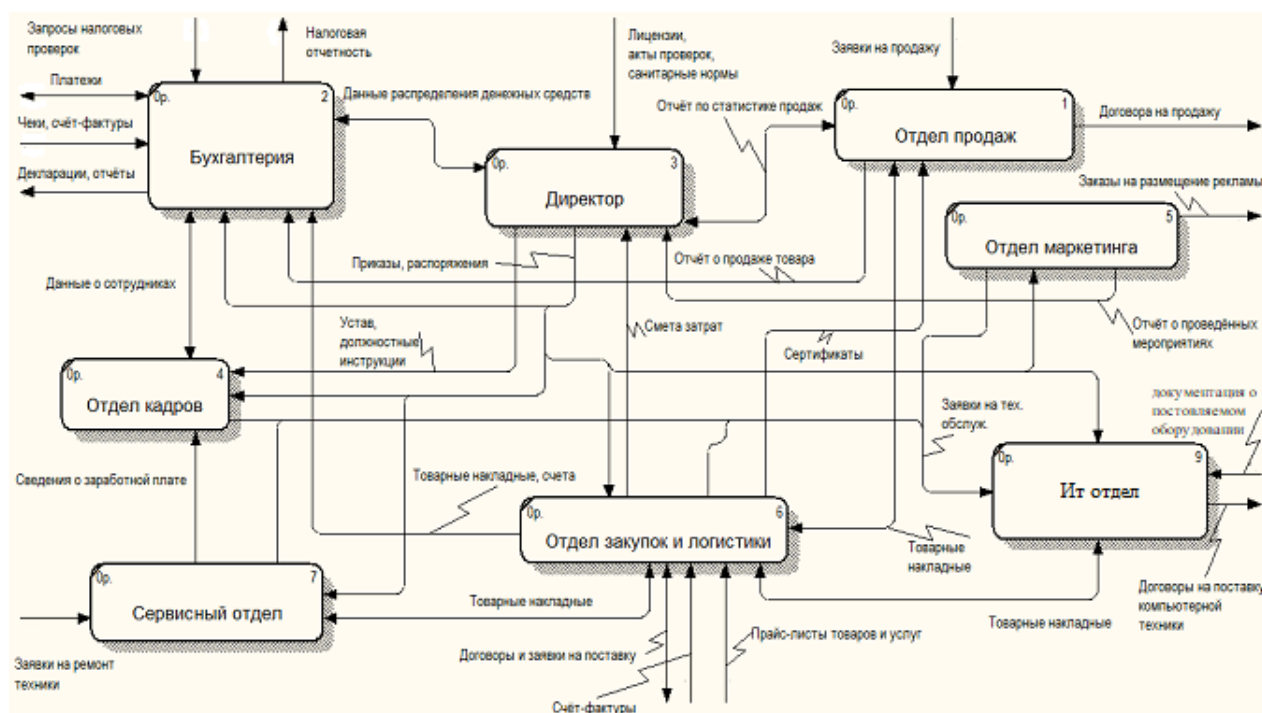 Запросы налоговых
проверок
Налоговая
отчетность
Лицензии,
акты проверок,
санитарные нормы
Заявки на продажу
Платежи
Данные распределения денежных средств
Отчёт по статистике продаж
0р.
2
Бухгалтерия
0р.
1
Отдел продаж
Договора на продажу
Чеки, счёт-фактуры
Декларации, отчёты
0р.
3
Директор
Заказы на размещение рекламы
0р.
5
Отдел маркетинга
Приказы, распоряжения
Отчёт о продаже товара
Данные о сотрудниках
Устав,
должностные
инструкции
Смета затрат
Сертификаты
Отчёт о проведённых
мероприятиях
0р.
4
Отдел кадров
Заявки на тех.
обслуж.
документация о
постовляемом
оборудовании
Сведения о заработной плате
Товарные накладные, счета
0р.
9
Ит отдел
0р.
6
Отдел закупок и логистики
Товарные
накладные
0р.
7
Сервисный отдел
Товарные накладные
Товарные накладные
Договоры на поставку
компьютерной
техники
Заявки на ремонт
техники
Договоры и заявки на поставку
Прайс-листы товаров и услуг
Счёт-фактуры